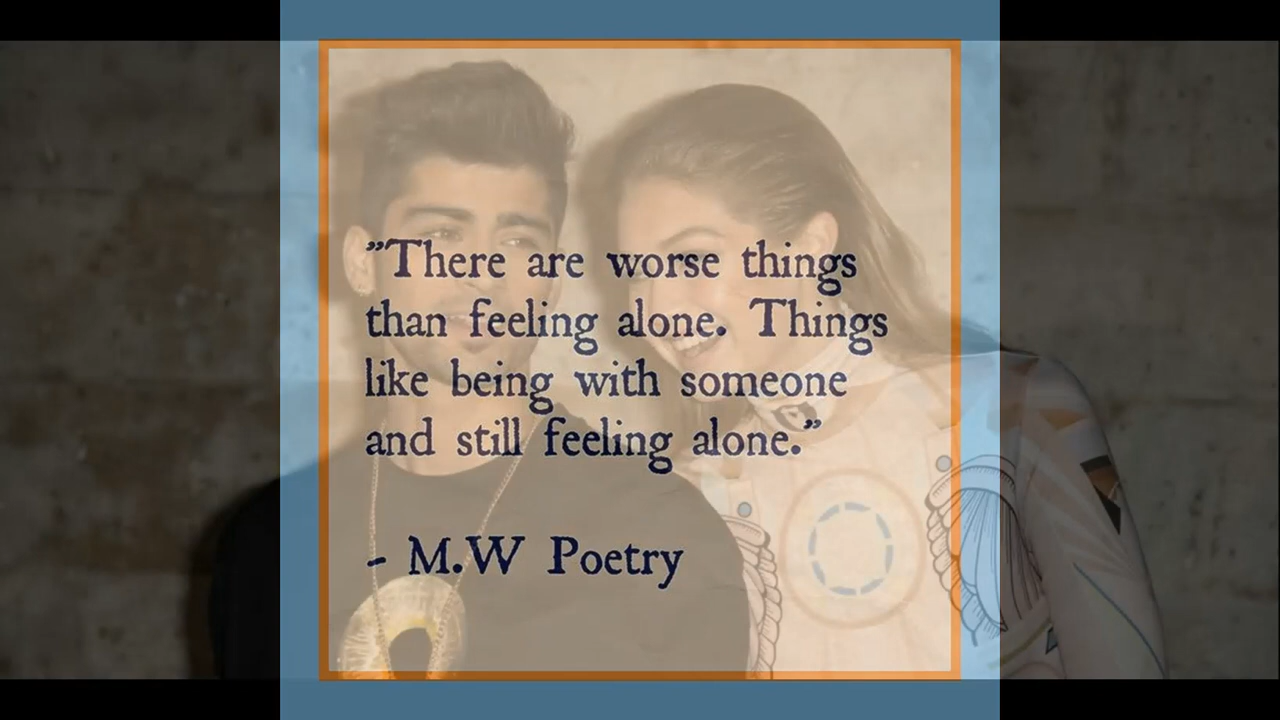 ”There are worse things
than feeling alone. Things
like being with someone
and still feeling alone.”
- M.W Poetry